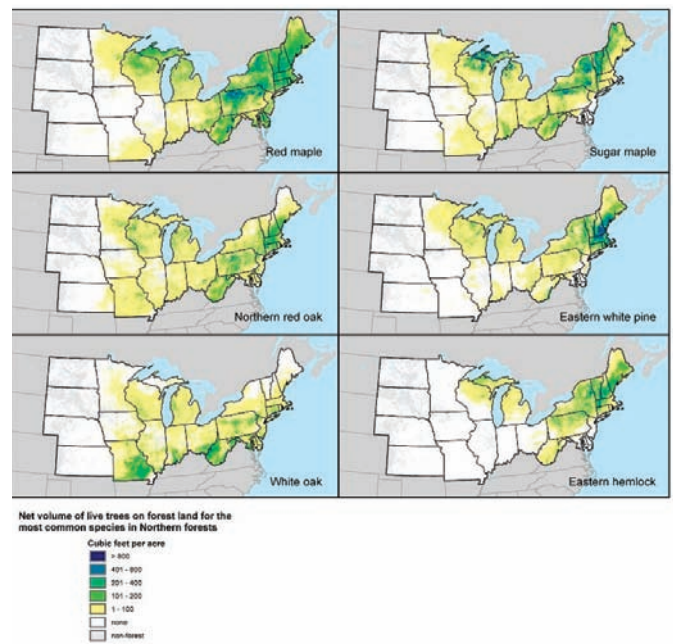 Red maple
Sugar maple
Northern red oak
Eastern white pine
White oak
Eastern hemlock
Net volume of live trees on forest land for the
most common species in Northern forests
Cubic feet per acre
> 800
401 - 800
201 - 400
101 - 200
1 - 100
none
non-forest